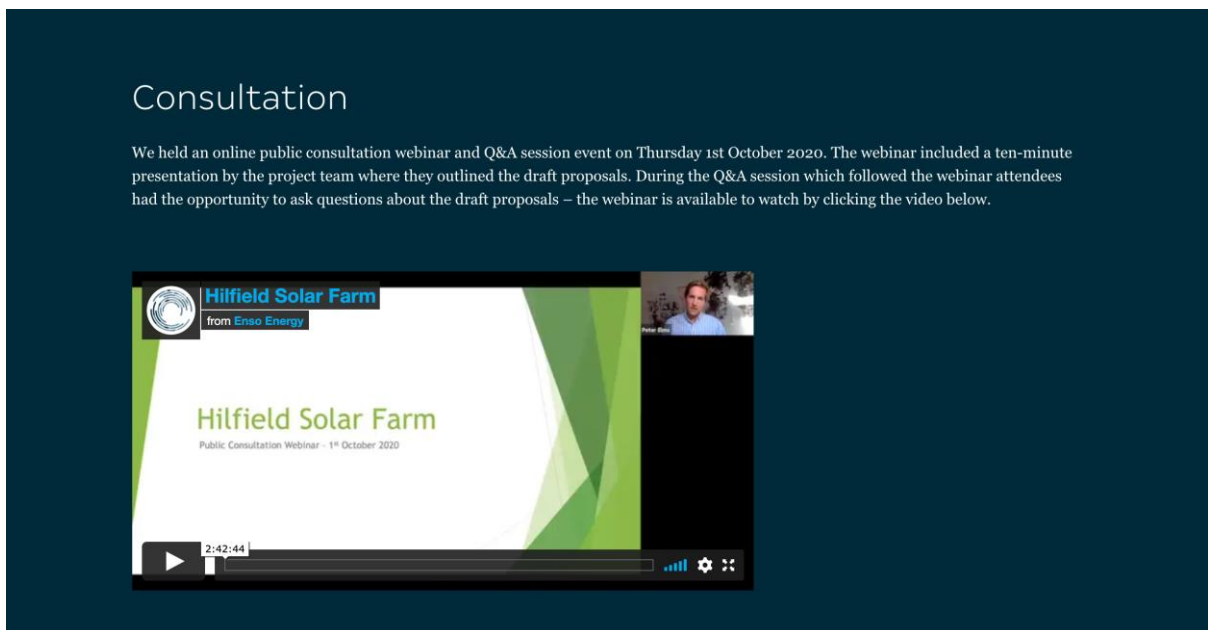 Consultation
We held an online public consultation webinar and Q&A session event on Thursday 1st October 2020. The webinar included a ten-minute
presentation by the project team where they outlined the draft proposals. During the Q&A session which followed the webinar attendees
had the opportunity to ask questions about the draft proposals – the webinar is available to watch by clicking the video below.
Hilfield Solar Farm
from Enso Energy
Peter
Hilfield Solar Farm
Public Consultation Webinar - 1st October 2020
2:42:44